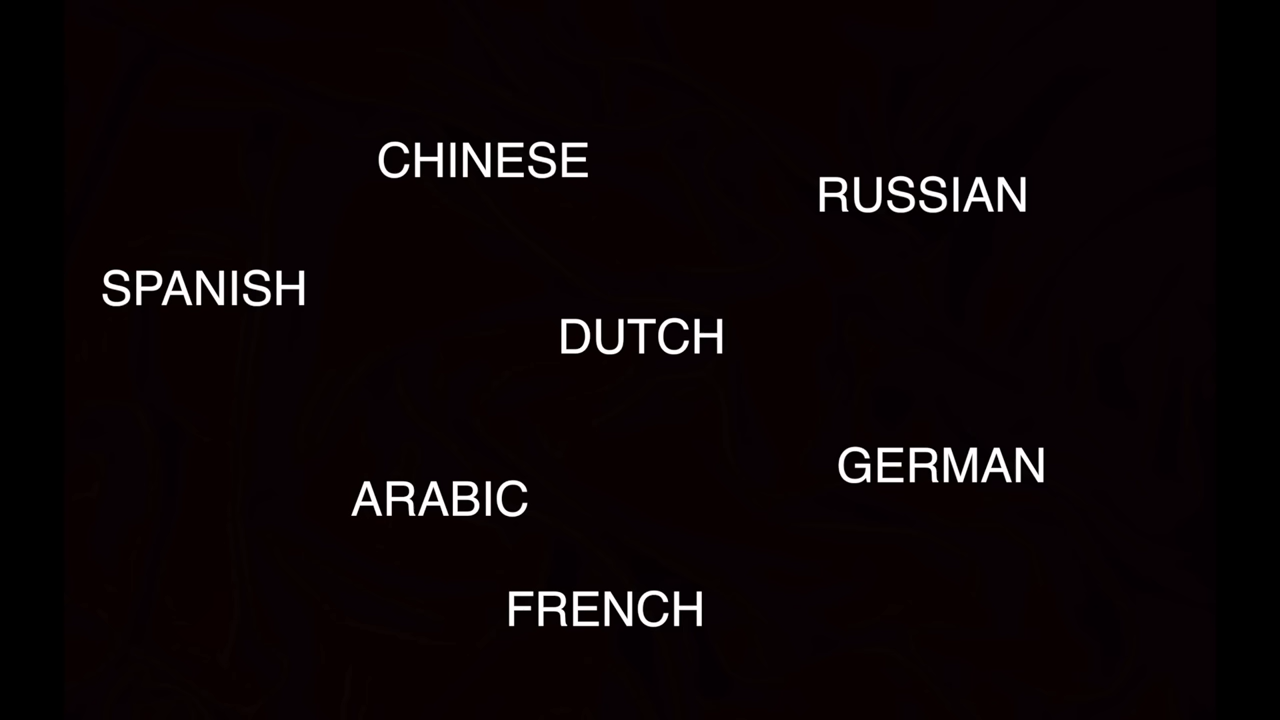 CHINESE
RUSSIAN
SPANISH
DUTCH
GERMAN
ARABIC
FRENCH